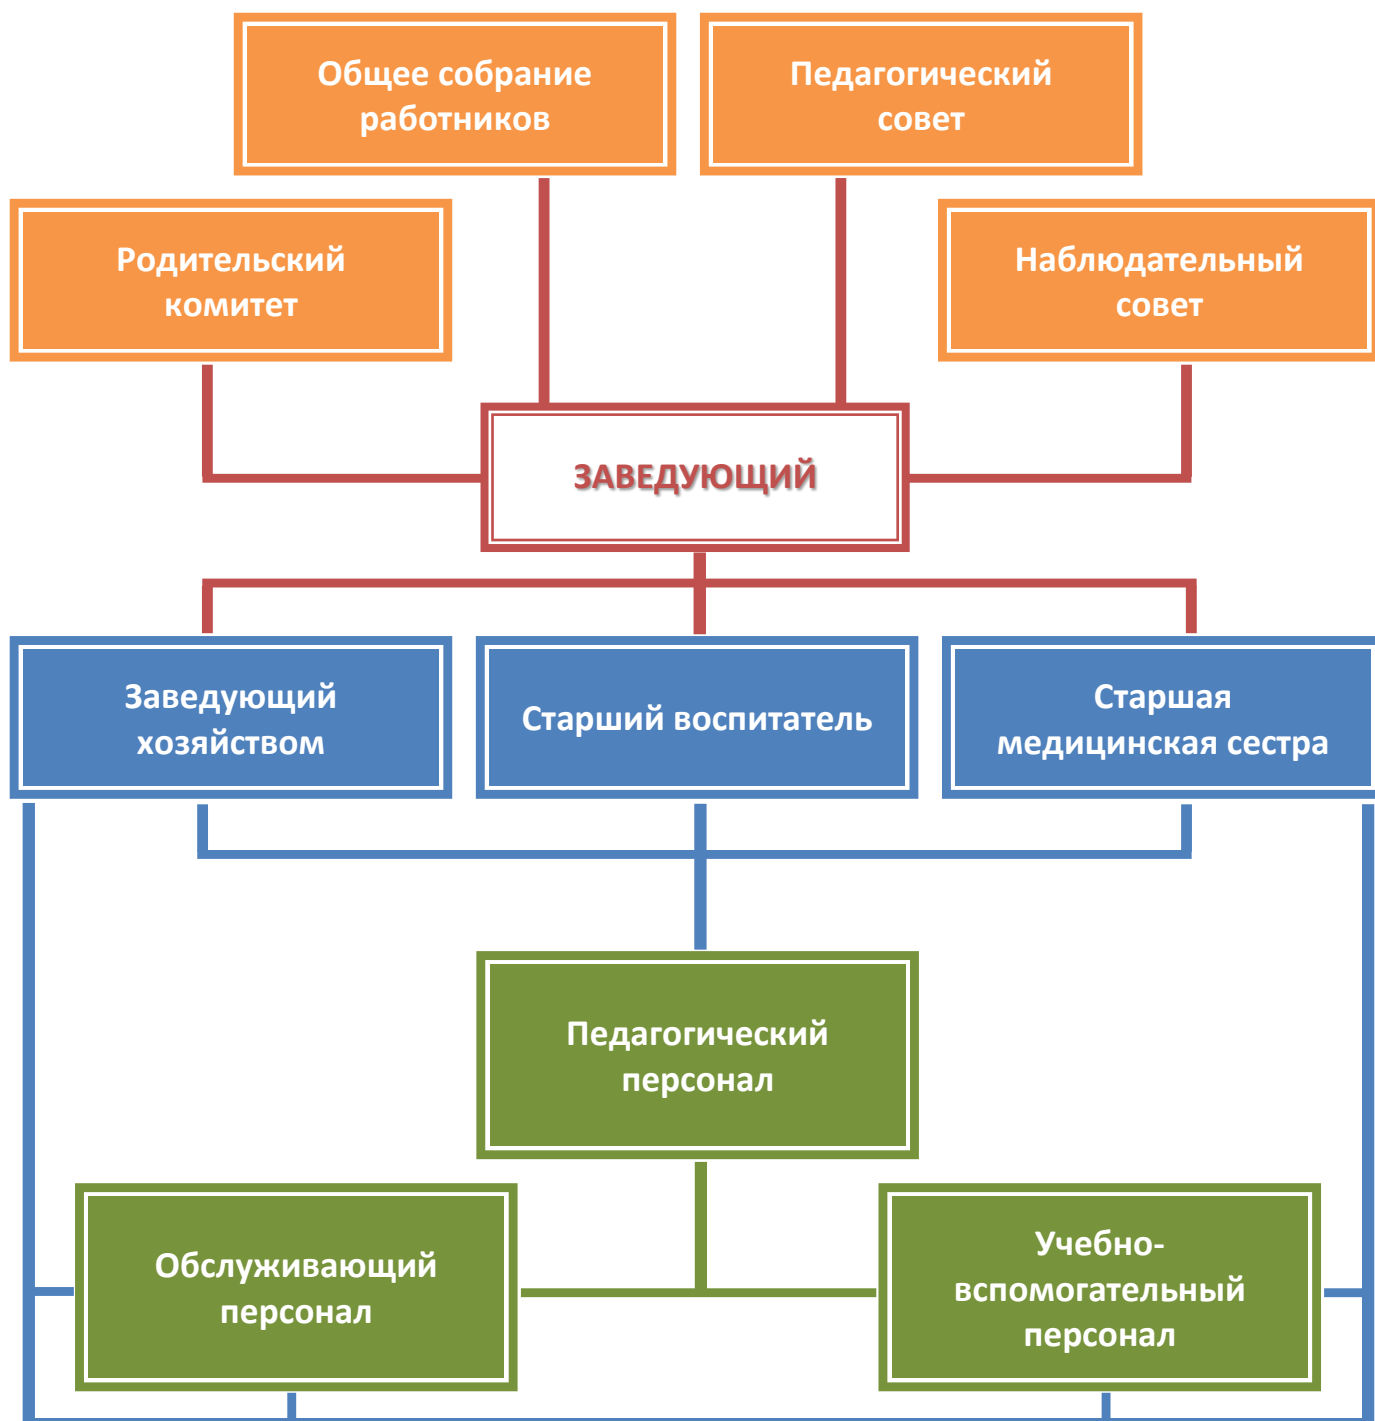 Общее собрание
работников
Педагогический
совет
Родительский
комитет
Наблюдательный
совет
ЗАВЕДУЮЩИЙ
Заведующий
хозяйством
Старший воспитатель
Старшая
медицинская сестра
Педагогический
персонал
Обслуживающий
персонал
Учебно-
вспомогательный
персонал